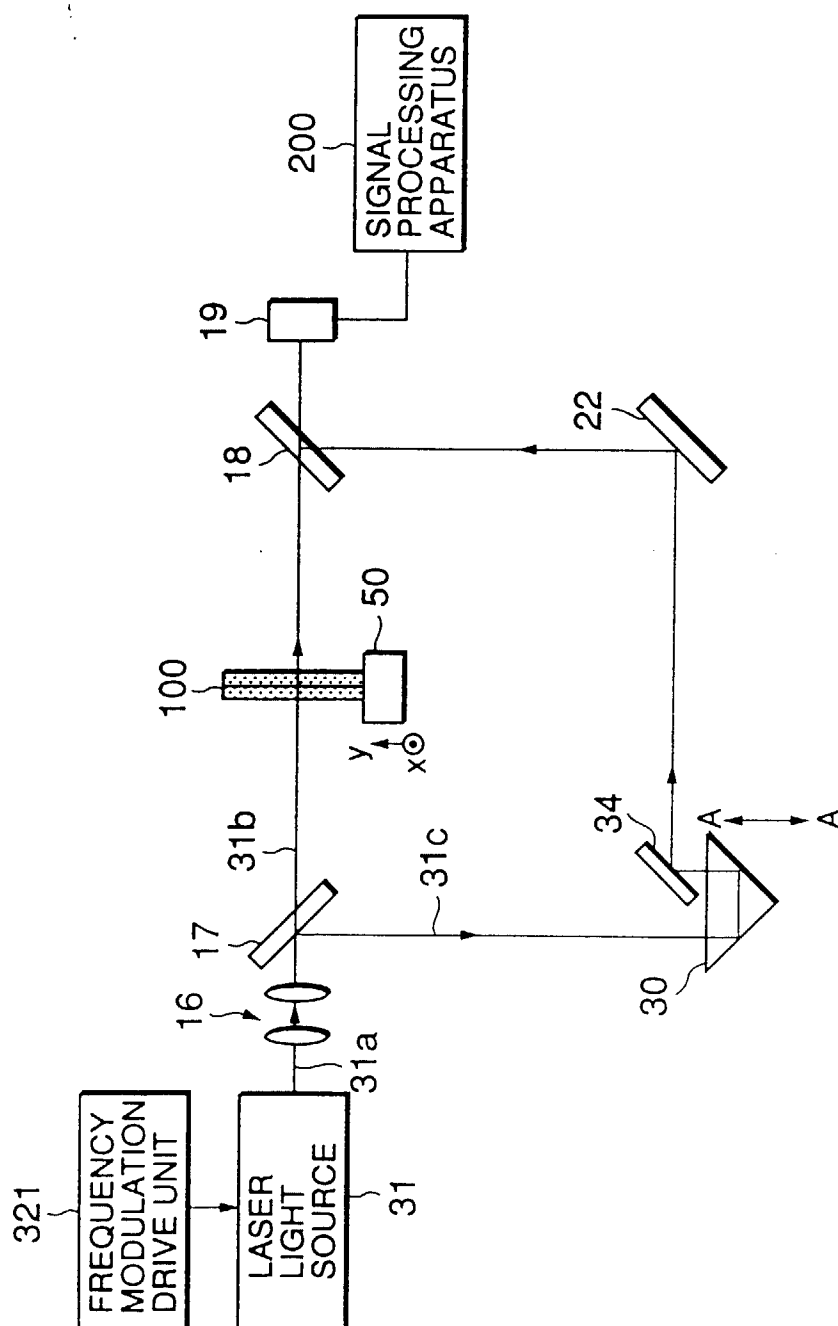 321
FREQUENCY
MODULATION
DRIVE UNIT
LASER
LIGHT
SOURCE
31
16
31a
17
31b
31c
100
y
x
50
18
19
200
SIGNAL
PROCESSING
APPARATUS
30
34
A
A
22